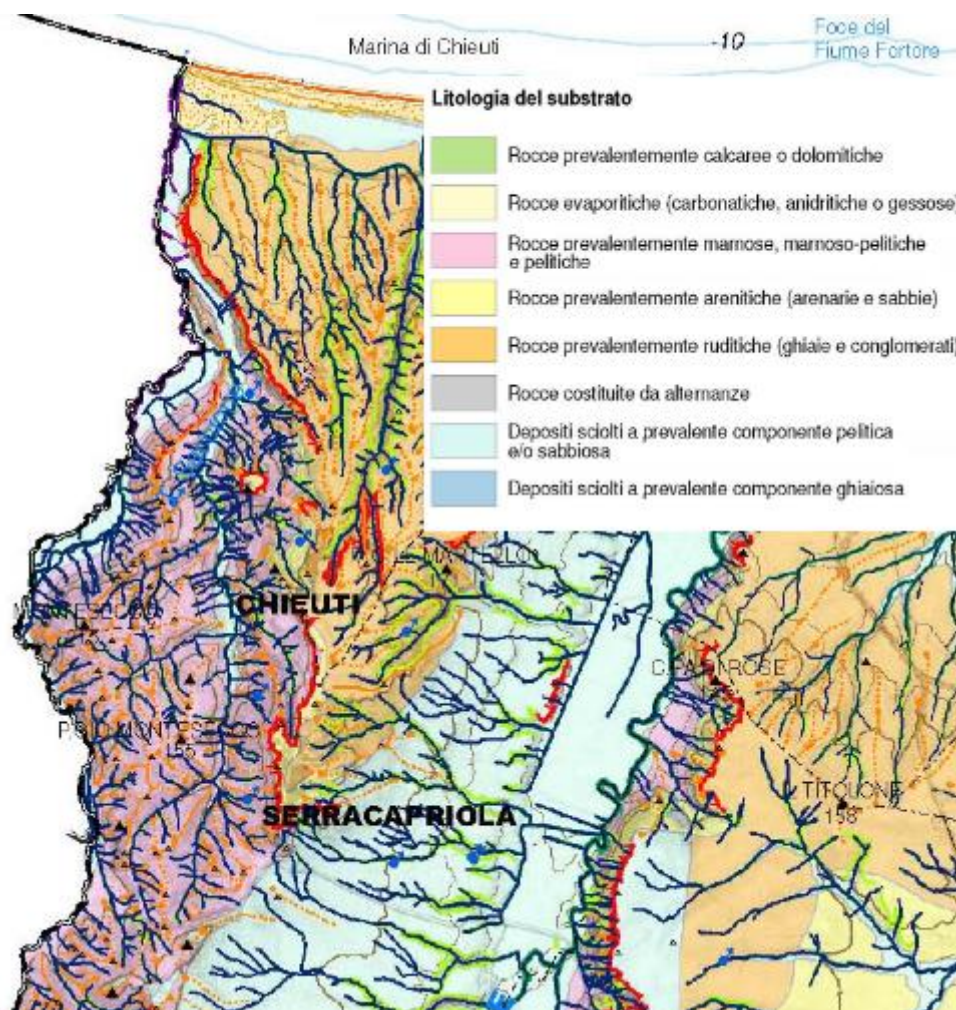 Marina di Chieuti
-10
Foce del
Fiume Fortore
Litologia del substrato
Rocce prevalentemente calcaree o dolomitiche
Rocce evaporitiche (carbonatiche, anidritiche o gessose)
Rocce prevalentemente marnose, marnoso-pelitiche
e pelitiche
Rocce prevalentemente arenitiche (arenarie e sabbie)
Rocce prevalentemente ruditiche (ghiaie e conglomerati)
Rocce costituite da alternanze
Depositi sciolti a prevalente componente pelitica
e/o sabbiosa
Depositi sciolti a prevalente componente ghiaiosa
CHIEUTI
SERRACAPRIOLA
TITOLONE
158